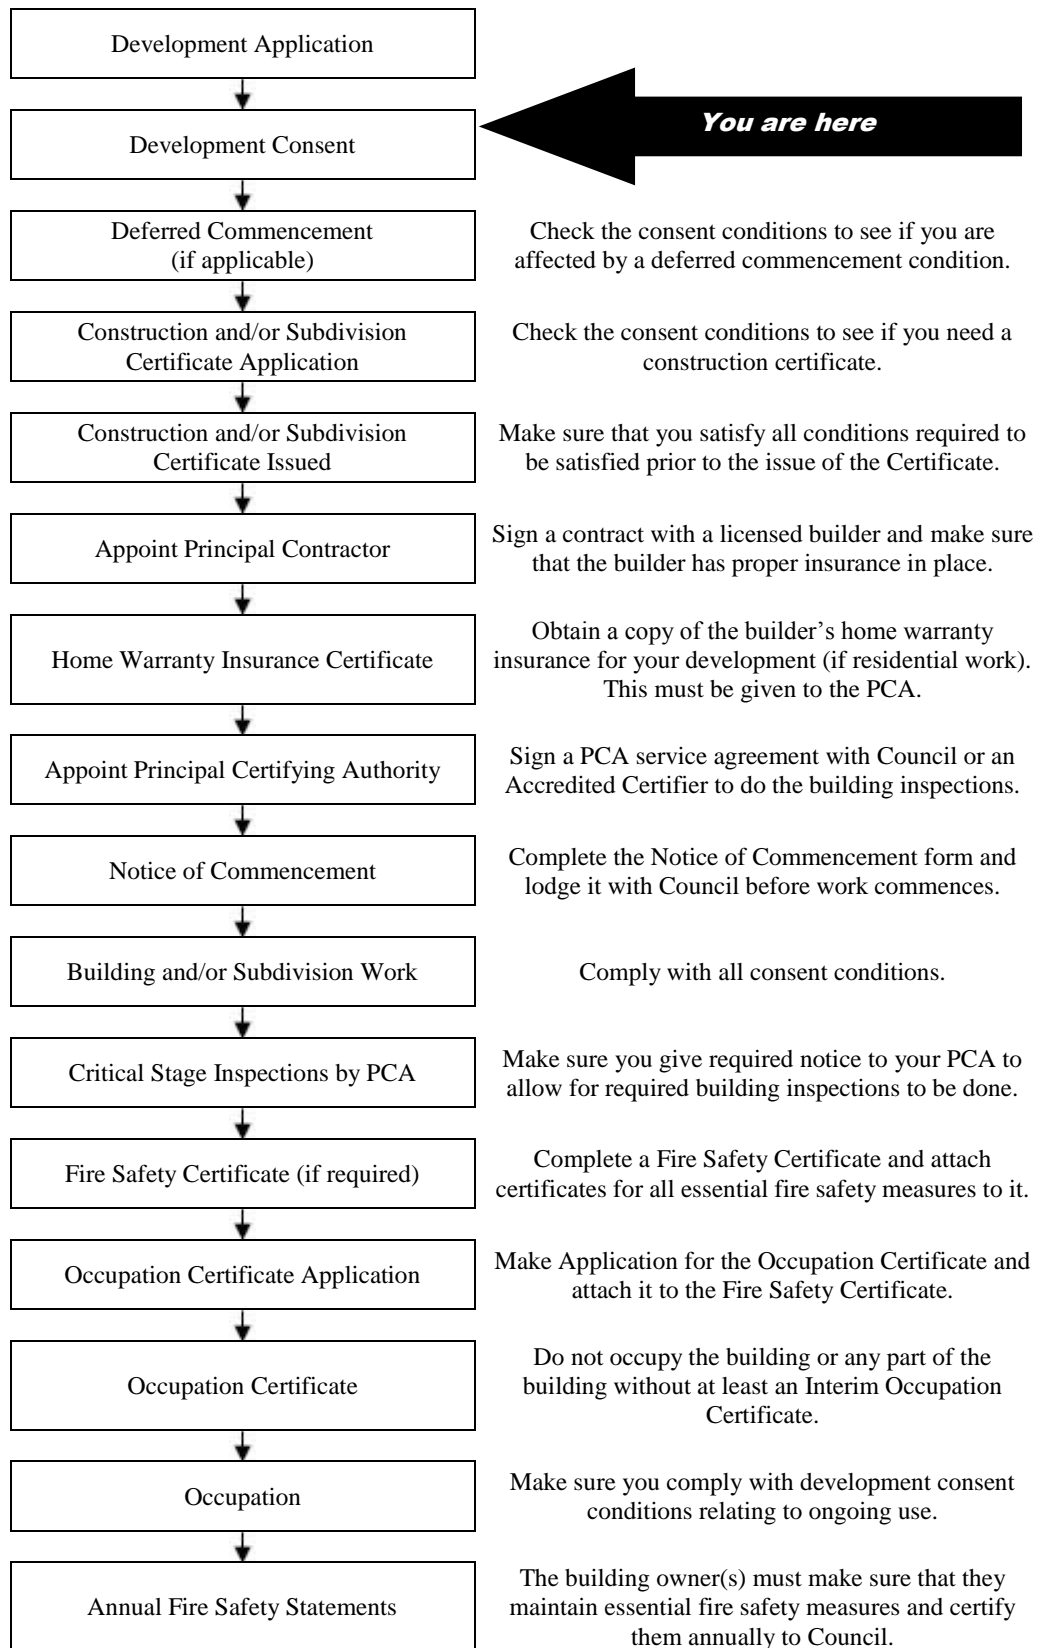 Development Application
Development Consent
You are here
Deferred Commencement
(if applicable)
Check the consent conditions to see if you are
affected by a deferred commencement condition.
Construction and/or Subdivision
Certificate Application
Check the consent conditions to see if you need a
construction certificate.
Construction and/or Subdivision
Certificate Issued
Make sure that you satisfy all conditions required to
be satisfied prior to the issue of the Certificate.
Appoint Principal Contractor
Sign a contract with a licensed builder and make sure
that the builder has proper insurance in place.
Home Warranty Insurance Certificate
Obtain a copy of the builder’s home warranty
insurance for your development (if residential work).
This must be given to the PCA.
Appoint Principal Certifying Authority
Sign a PCA service agreement with Council or an
Accredited Certifier to do the building inspections.
Notice of Commencement
Complete the Notice of Commencement form and
lodge it with Council before work commences.
Building and/or Subdivision Work
Comply with all consent conditions.
Critical Stage Inspections by PCA
Make sure you give required notice to your PCA to
allow for required building inspections to be done.
Fire Safety Certificate (if required)
Complete a Fire Safety Certificate and attach
certificates for all essential fire safety measures to it.
Occupation Certificate Application
Make Application for the Occupation Certificate and
attach it to the Fire Safety Certificate.
Occupation Certificate
Do not occupy the building or any part of the
building without at least an Interim Occupation
Certificate.
Occupation
Make sure you comply with development consent
conditions relating to ongoing use.
Annual Fire Safety Statements
The building owner(s) must make sure that they
maintain essential fire safety measures and certify
them annually to Council.